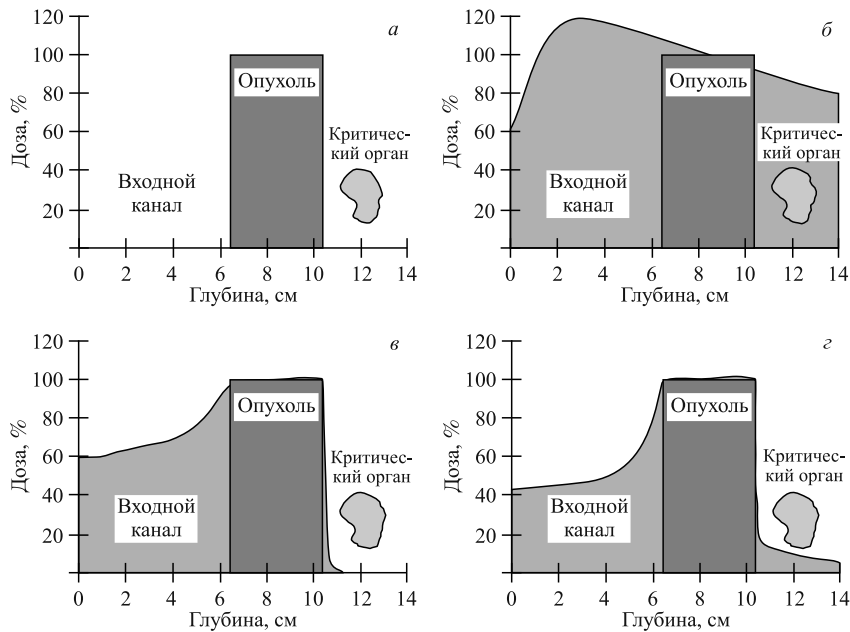 а
120
100
80
60
40
20
Доза, %
Опухоль
Критичес-
кий орган
Входной
канал
0 2 4 6 8 10 12 14
Глубина, см
б
120
100
80
60
40
20
Доза, %
Опухоль
Критичес-
кий орган
Входной
канал
0 2 4 6 8 10 12 14
Глубина, см
в
120
100
80
60
40
20
Доза, %
Опухоль
Критичес-
кий орган
Входной
канал
0 2 4 6 8 10 12 14
Глубина, см
г
120
100
80
60
40
20
Доза, %
Опухоль
Критичес-
кий орган
Входной
канал
0 2 4 6 8 10 12 14
Глубина, см